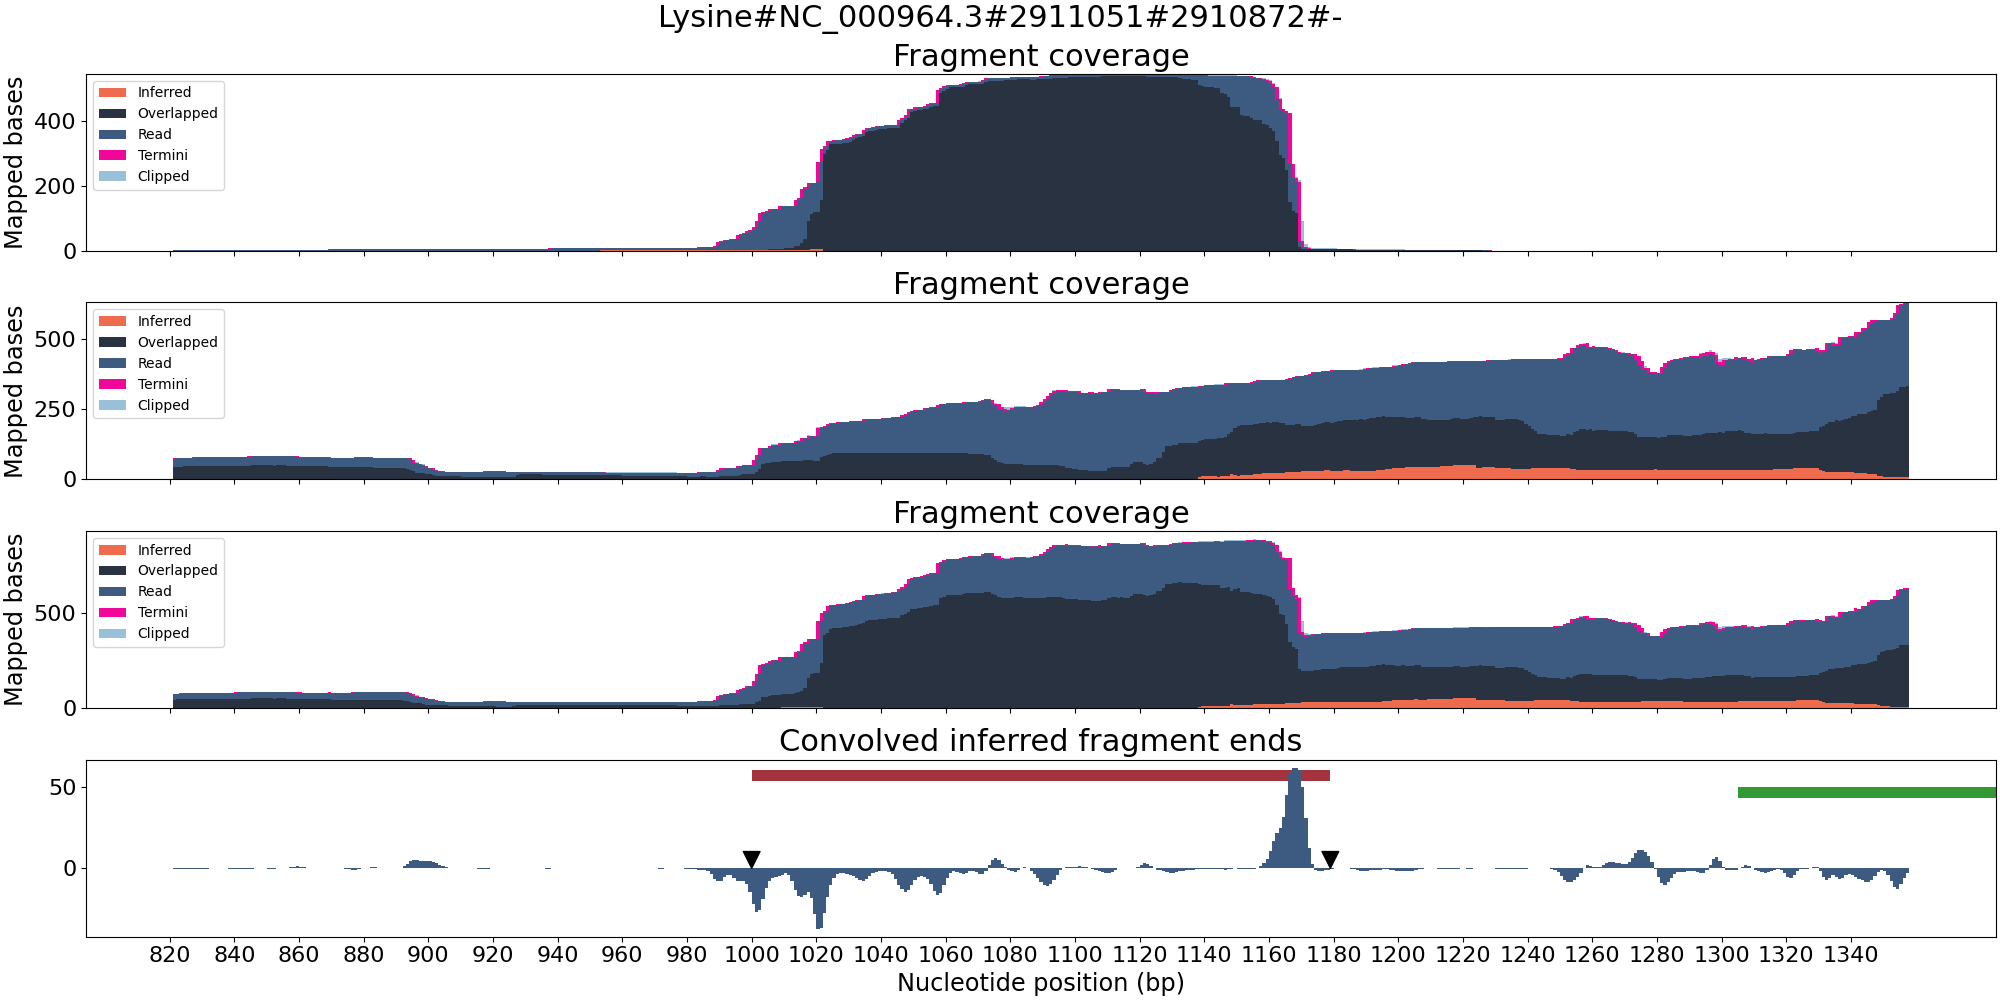 Lysine#NC_000964.3#2911051#2910872#-
Fragment coverage
Mapped bases
400
200
0
Inferred
Overlapped
Read
Termini
Clipped
Fragment coverage
Mapped bases
500
250
0
Inferred
Overlapped
Read
Termini
Clipped
Fragment coverage
Mapped bases
500
0
Inferred
Overlapped
Read
Termini
Clipped
Convolved inferred fragment ends
50
0
820 840 860 880 900 920 940 960 980 1000 1020 1040 1060 1080 1100 1120 1140 1160 1180 1200 1220 1240 1260 1280 1300 1320 1340
Nucleotide position (bp)